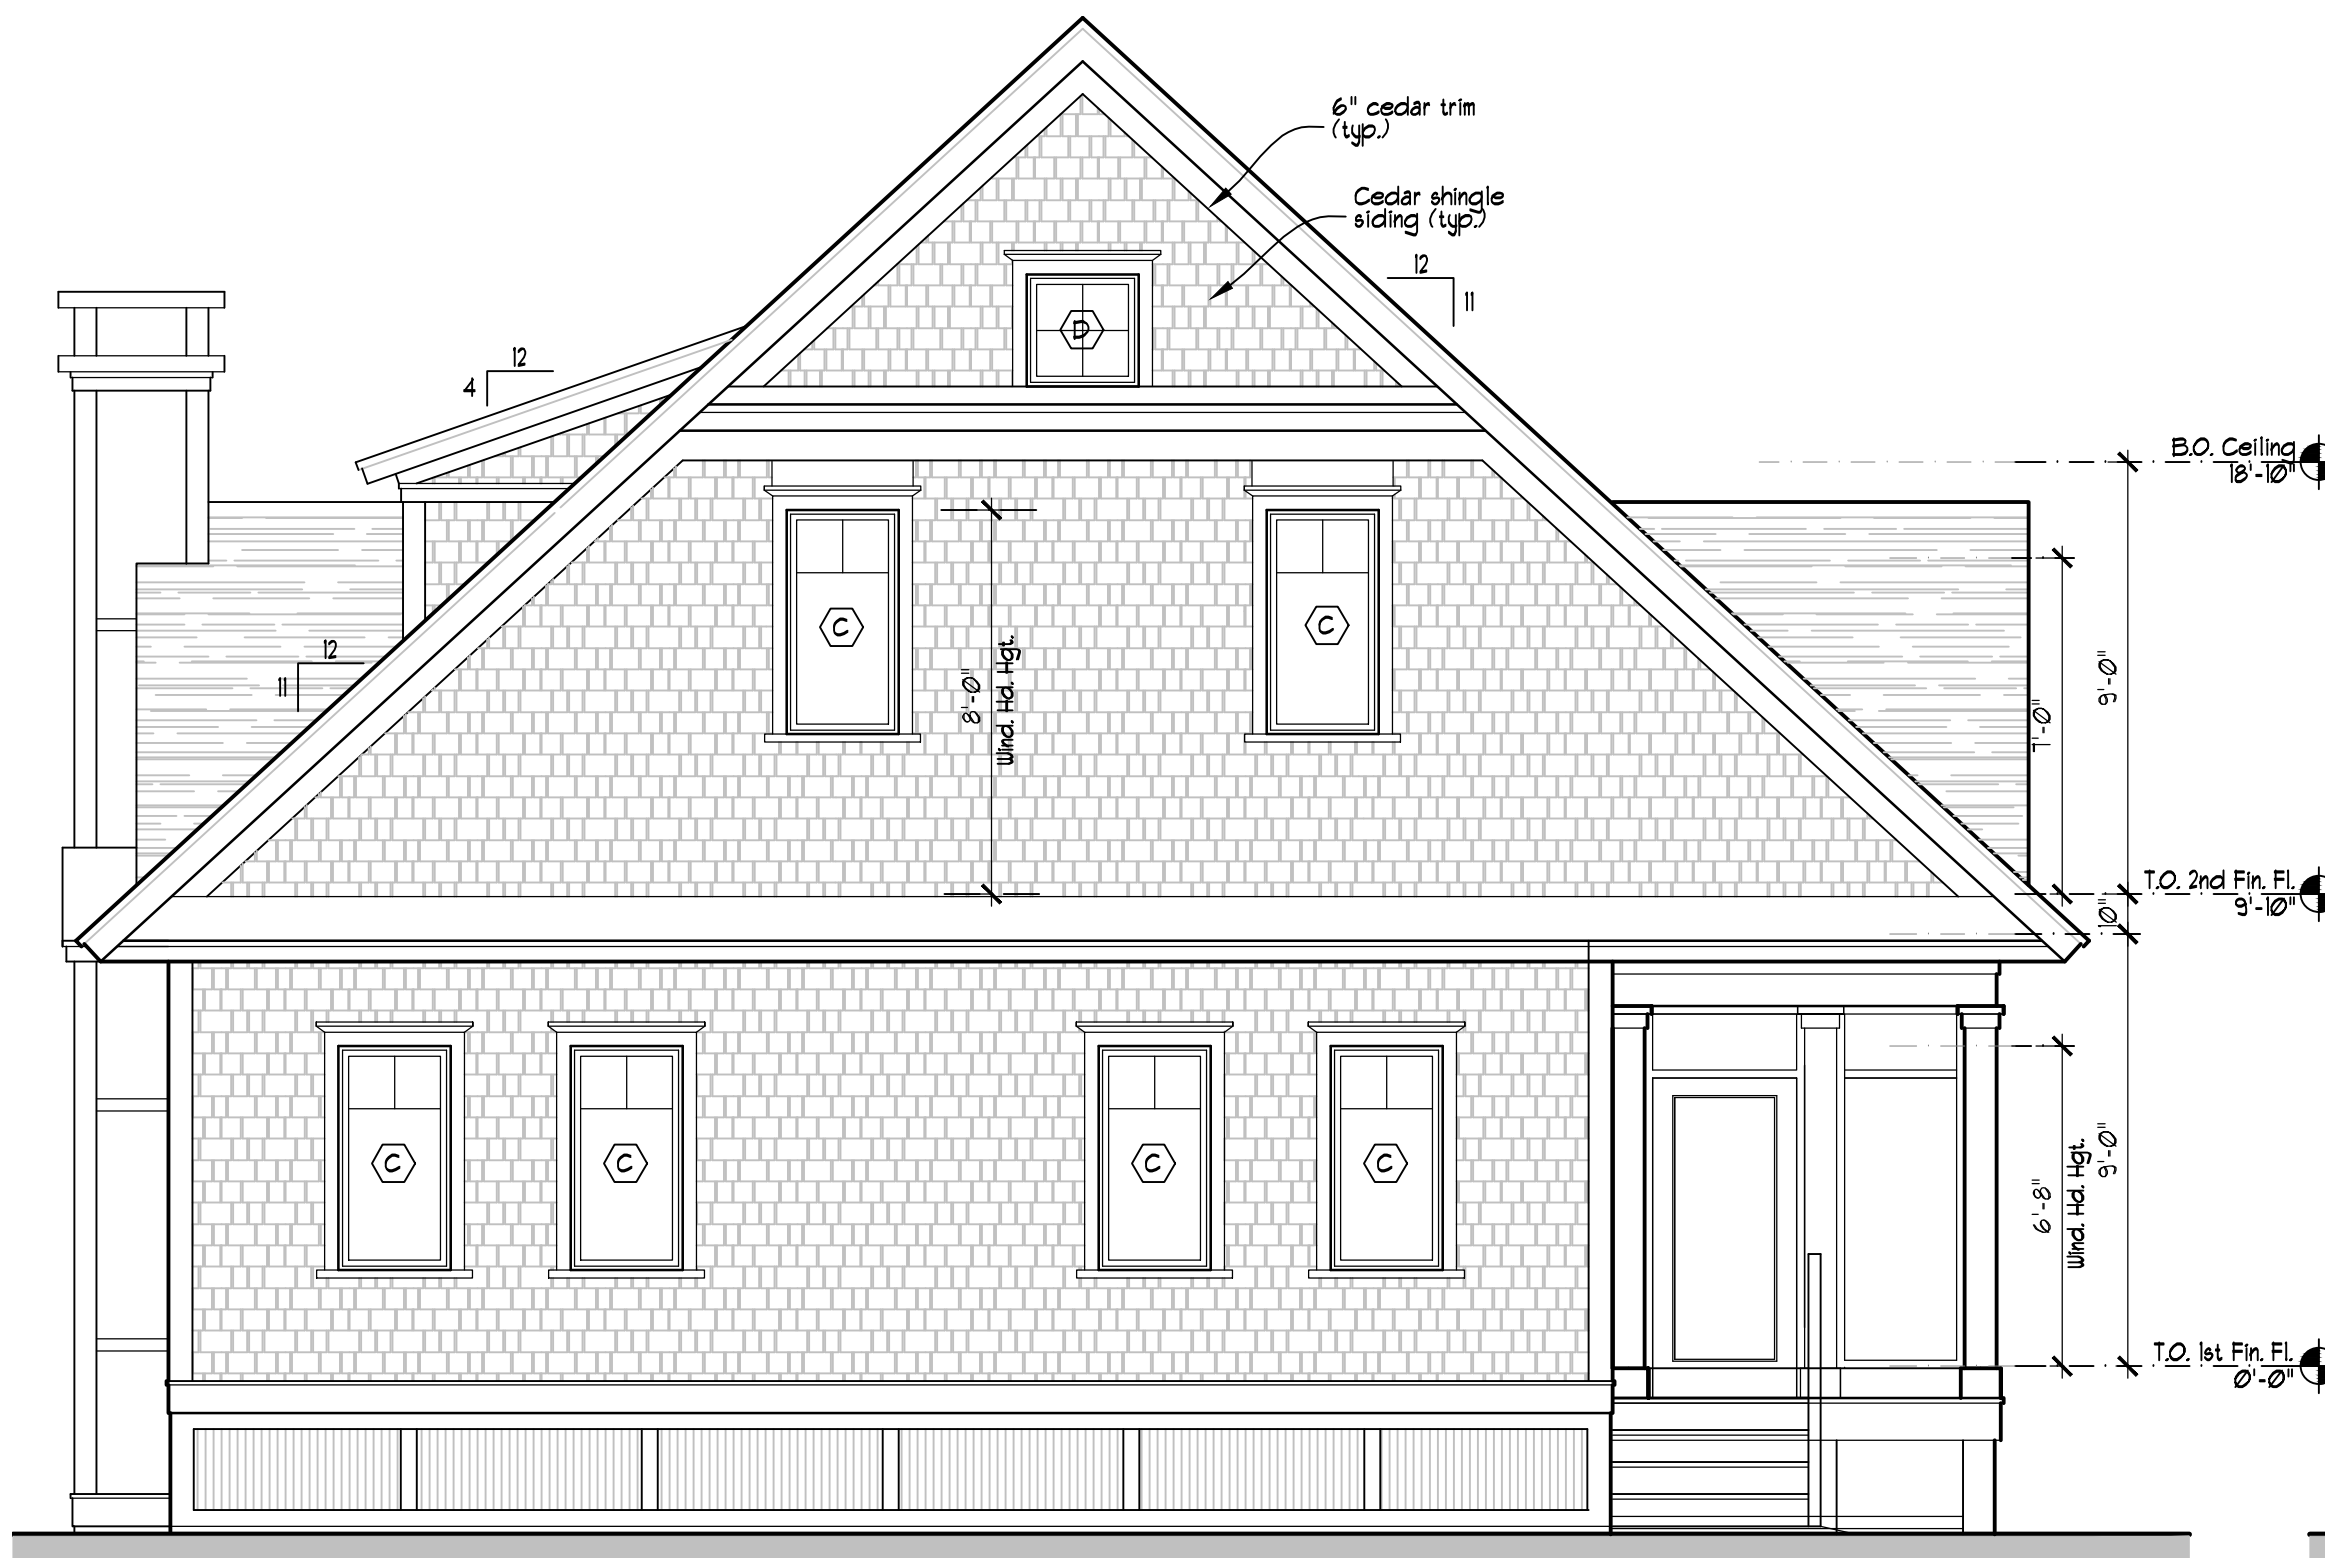 6" cedar trim
(typ.)
Cedar shingle
siding (typ.)
12
11
D
12
4
B.O. Ceiling
18'-10"
C
C
12
11
8'-0"
Wind. Hd. Hgt.
7'-0"
9'-0"
T.O. 2nd Fin. Fl.
9'-10"
10"
C
C
C
C
6'-8"
Wind. Hd. Hgt.
9'-0"
T.O. 1st Fin. Fl.
0'-0"